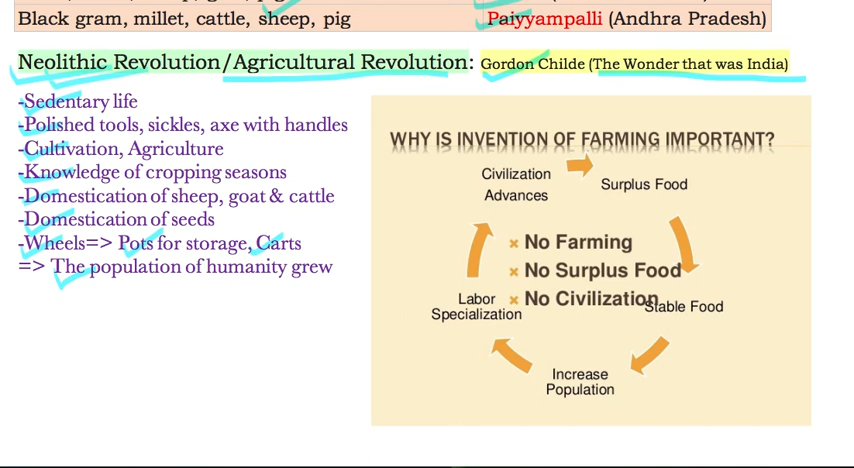 Black gram, millet, cattle, sheep, pig
Paiyyampalli (Andhra Pradesh)
Neolithic Revolution/Agricultural Revolution: Gordon Childe (The Wonder that was India)
-Sedentary life
-Polished tools, sickles, axe with handles
-Cultivation, Agriculture
-Knowledge of cropping seasons
-Domestication of sheep, goat & cattle
-Domestication of seeds
-Wheels=> Pots for storage, Carts
=> The population of humanity grew
WHY IS INVENTION OF FARMING IMPORTANT?
Civilization
Advances
Surplus Food
× No Farming
× No Surplus Food
× No Civilization
Stable Food
Labor
Specialization
Increase
Population